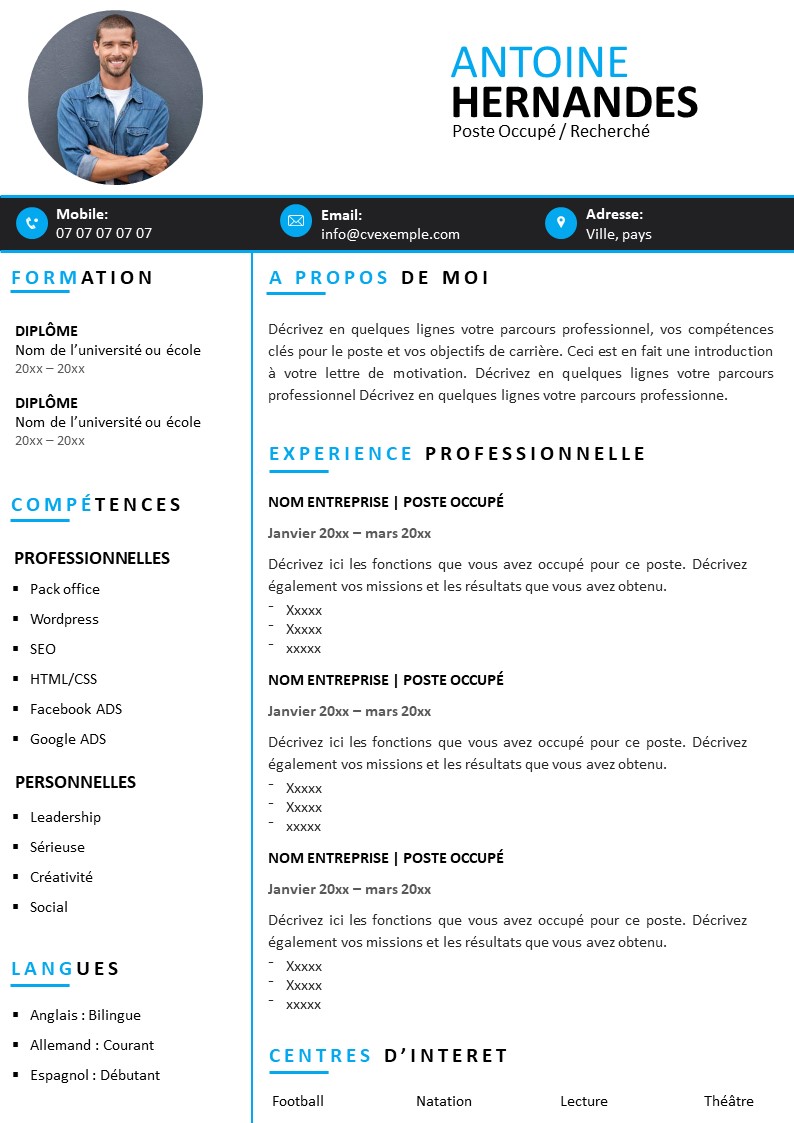 ANTOINE
HERNANDES
Poste Occupé / Recherché
Mobile:
07 07 07 07 07
Email:
info@cvexemple.com
Adresse:
Ville, pays
FORMATION
DIPLÔME
Nom de l’université ou école
20xx – 20xx
DIPLÔME
Nom de l’université ou école
20xx – 20xx
COMPÉTENCES
PROFESSIONNELLES
▪ Pack office
▪ Wordpress
▪ SEO
▪ HTML/CSS
▪ Facebook ADS
▪ Google ADS
PERSONNELLES
▪ Leadership
▪ Sérieuse
▪ Créativité
▪ Social
LANGUES
▪ Anglais : Bilingue
▪ Allemand : Courant
▪ Espagnol : Débutant
A PROPOS DE MOI
Décrivez en quelques lignes votre parcours professionnel, vos compétences
clés pour le poste et vos objectifs de carrière. Ceci est en fait une introduction
à votre lettre de motivation. Décrivez en quelques lignes votre parcours
professionnel Décrivez en quelques lignes votre parcours professionne.
EXPERIENCE PROFESSIONNELLE
NOM ENTREPRISE | POSTE OCCUPÉ
Janvier 20xx – mars 20xx
Décrivez ici les fonctions que vous avez occupé pour ce poste. Décrivez
également vos missions et les résultats que vous avez obtenu.
- Xxxxx
- Xxxxx
- xxxxx
NOM ENTREPRISE | POSTE OCCUPÉ
Janvier 20xx – mars 20xx
Décrivez ici les fonctions que vous avez occupé pour ce poste. Décrivez
également vos missions et les résultats que vous avez obtenu.
- Xxxxx
- Xxxxx
- xxxxx
NOM ENTREPRISE | POSTE OCCUPÉ
Janvier 20xx – mars 20xx
Décrivez ici les fonctions que vous avez occupé pour ce poste. Décrivez
également vos missions et les résultats que vous avez obtenu.
- Xxxxx
- Xxxxx
- xxxxx
CENTRES D’INTERET
Football Natation Lecture Théâtre